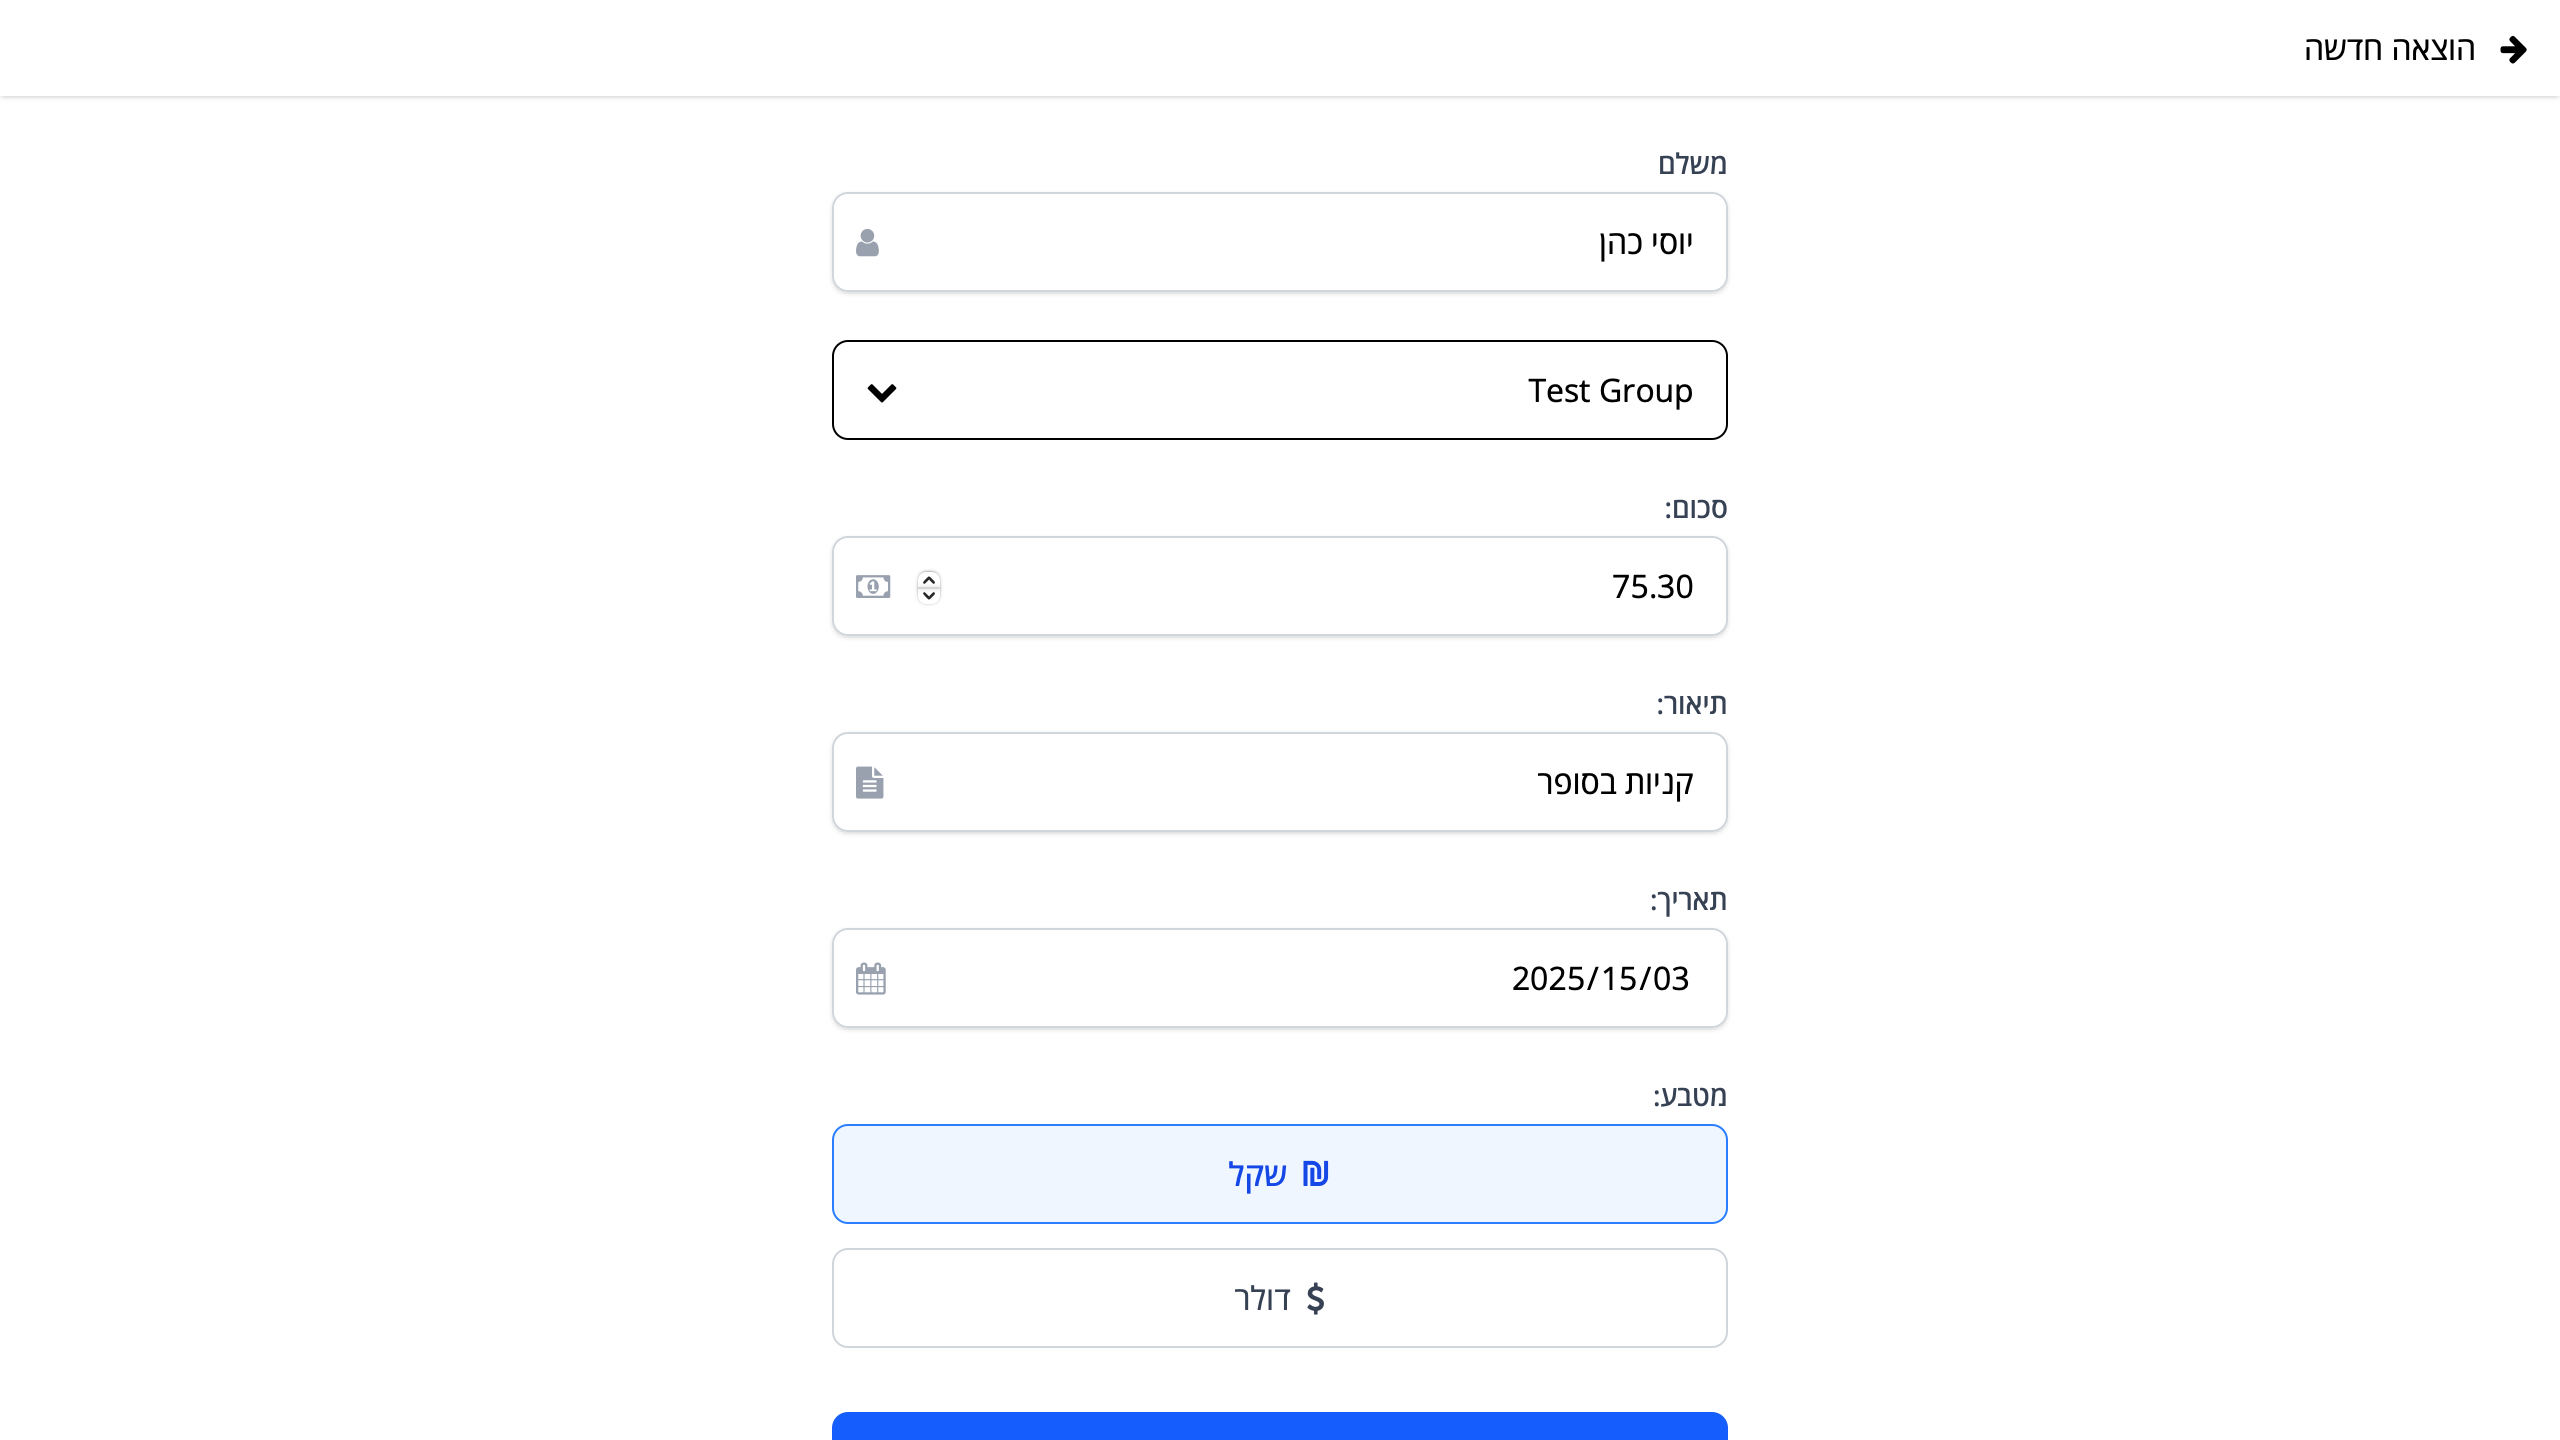 הוצאה חדשה
משלם
יוסי כהן
Test Group
סכום:
75.30
תיאור:
קניות בסופר
תאריך:
2025/15/03
מטבע:
₪ שקל
$ דולר